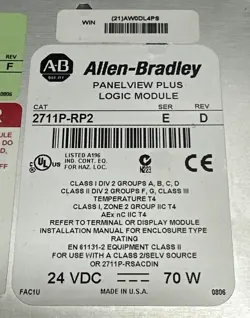 WIN (21)AW0DL4PS
REV
F
0806
AB
Allen-Bradley
PANELVIEW PLUS
LOGIC MODULE
CAT SER REV
2711P-RP2 E D
LISTED A196
IND. CONT. EQ.
FOR HAZ. LOC.
N223
CLASS I DIV 2 GROUPS A, B, C, D
CLASS II DIV 2 GROUPS F, G, CLASS III
TEMPERATURE T4
CLASS I, ZONE 2 GROUP IIC T4
AEx nC IIC T4
REFER TO TERMINAL OR DISPLAY MODULE
INSTALLATION MANUAL FOR ENCLOSURE TYPE
RATING
EN 61131-2 EQUIPMENT CLASS II
FOR USE WITH A CLASS 2/SELV SOURCE
OR 2711P-RSACDIN
24 VDC 70 W
FAC1U MADE IN U.S.A. 0806